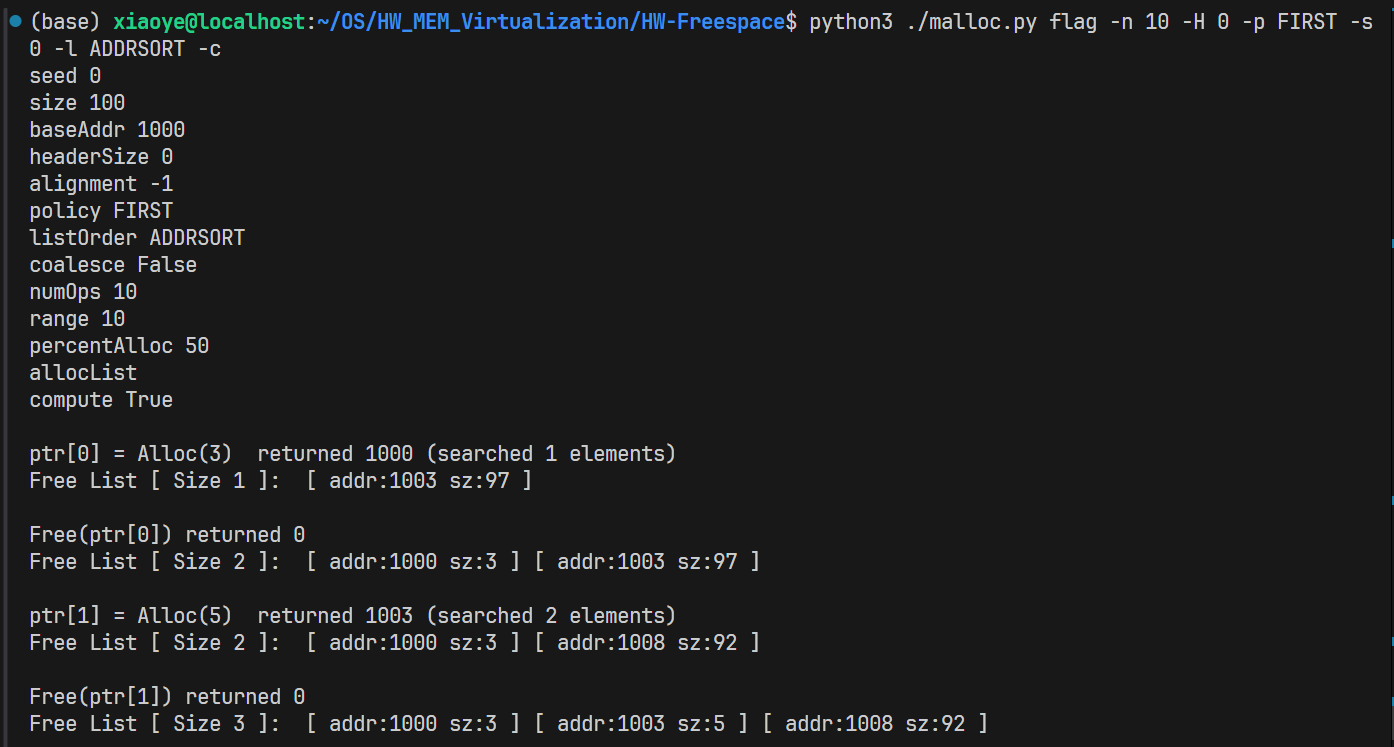 (base) xiaoye@localhost:~/OS/HW_MEM_Virtualization/HW-Freespace$ python3 ./malloc.py flag -n 10 -H 0 -p FIRST -s
0 -l ADDRSORT -c
seed 0
size 100
baseAddr 1000
headerSize 0
alignment -1
policy FIRST
listOrder ADDRSORT
coalesce False
numOps 10
range 10
percentAlloc 50
allocList
compute True

ptr[0] = Alloc(3)  returned 1000 (searched 1 elements)
Free List [ Size 1 ]:  [ addr:1003 sz:97 ]

Free(ptr[0]) returned 0
Free List [ Size 2 ]:  [ addr:1000 sz:3 ] [ addr:1003 sz:97 ]

ptr[1] = Alloc(5)  returned 1003 (searched 2 elements)
Free List [ Size 2 ]:  [ addr:1000 sz:3 ] [ addr:1008 sz:92 ]

Free(ptr[1]) returned 0
Free List [ Size 3 ]:  [ addr:1000 sz:3 ] [ addr:1003 sz:5 ] [ addr:1008 sz:92 ]